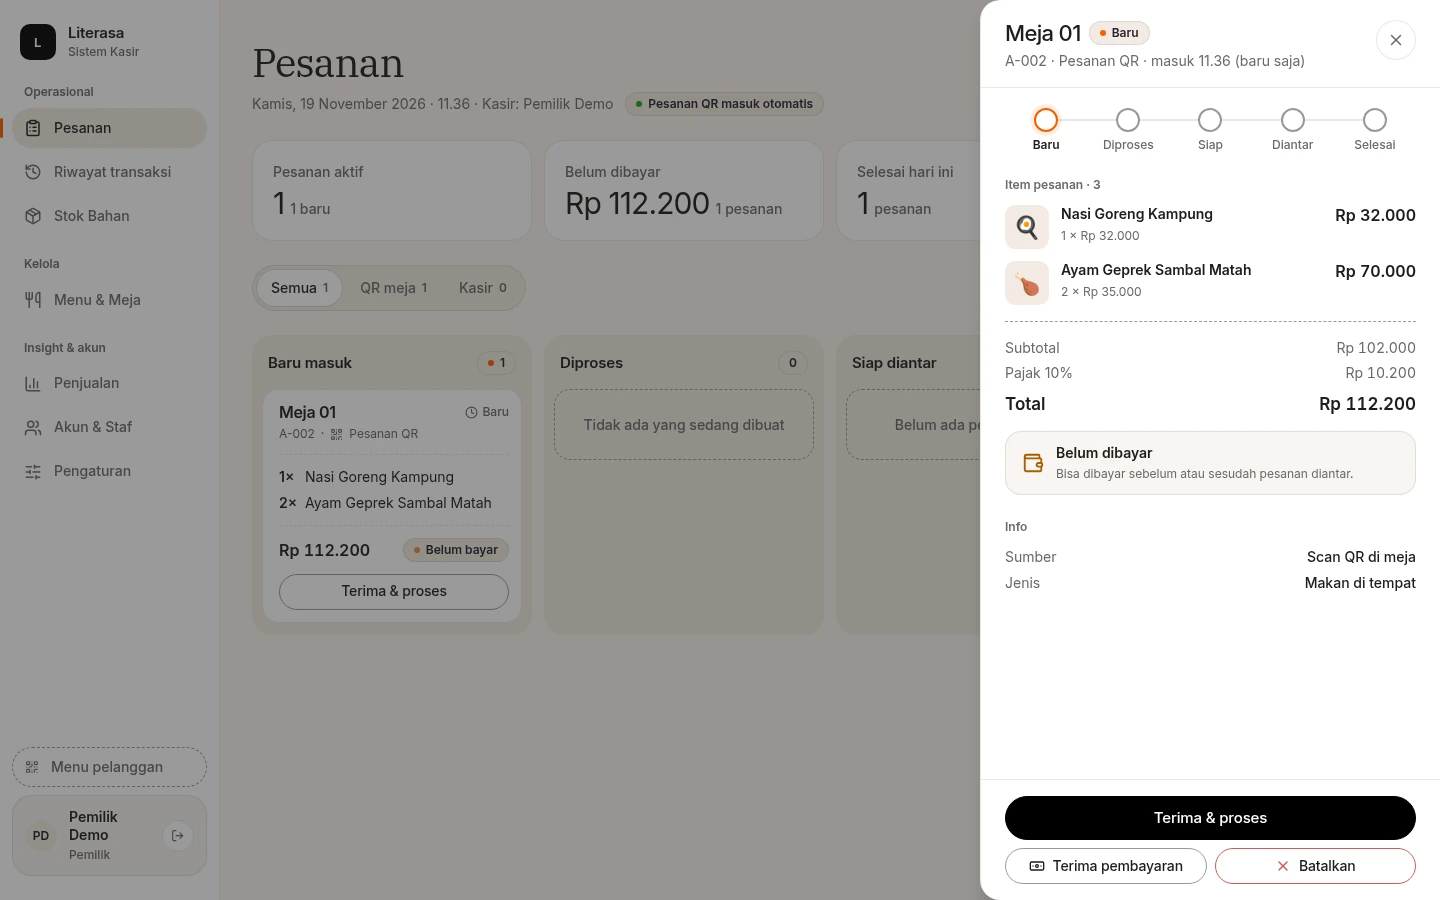 L
Literasa
Sistem Kasir
Operasional
Pesanan
Riwayat transaksi
Stok Bahan
Kelola
Menu & Meja
Insight & akun
Penjualan
Akun & Staf
Pengaturan
Menu pelanggan
PD
Pemilik
Demo
Pemilik
Pesanan
Kamis, 19 November 2026 · 11.36 · Kasir: Pemilik Demo
Pesanan QR masuk otomatis
Pesanan aktif
1 1 baru
Belum dibayar
Rp 112.200 1 pesanan
Selesai hari ini
1 pesanan
Semua 1
QR meja 1
Kasir 0
Baru masuk
1
Meja 01
Baru
A-002 · Pesanan QR
1× Nasi Goreng Kampung
2× Ayam Geprek Sambal Matah
Rp 112.200
Belum bayar
Terima & proses
Diproses
0
Tidak ada yang sedang dibuat
Siap diantar
Belum ada
Meja 01
Baru
A-002 · Pesanan QR · masuk 11.36 (baru saja)
Baru
Diproses
Siap
Diantar
Selesai
Item pesanan · 3
Nasi Goreng Kampung
Rp 32.000
1 × Rp 32.000
Ayam Geprek Sambal Matah
Rp 70.000
2 × Rp 35.000
Subtotal
Rp 102.000
Pajak 10%
Rp 10.200
Total
Rp 112.200
Belum dibayar
Bisa dibayar sebelum atau sesudah pesanan diantar.
Info
Sumber
Scan QR di meja
Jenis
Makan di tempat
Terima & proses
Terima pembayaran
Batalkan